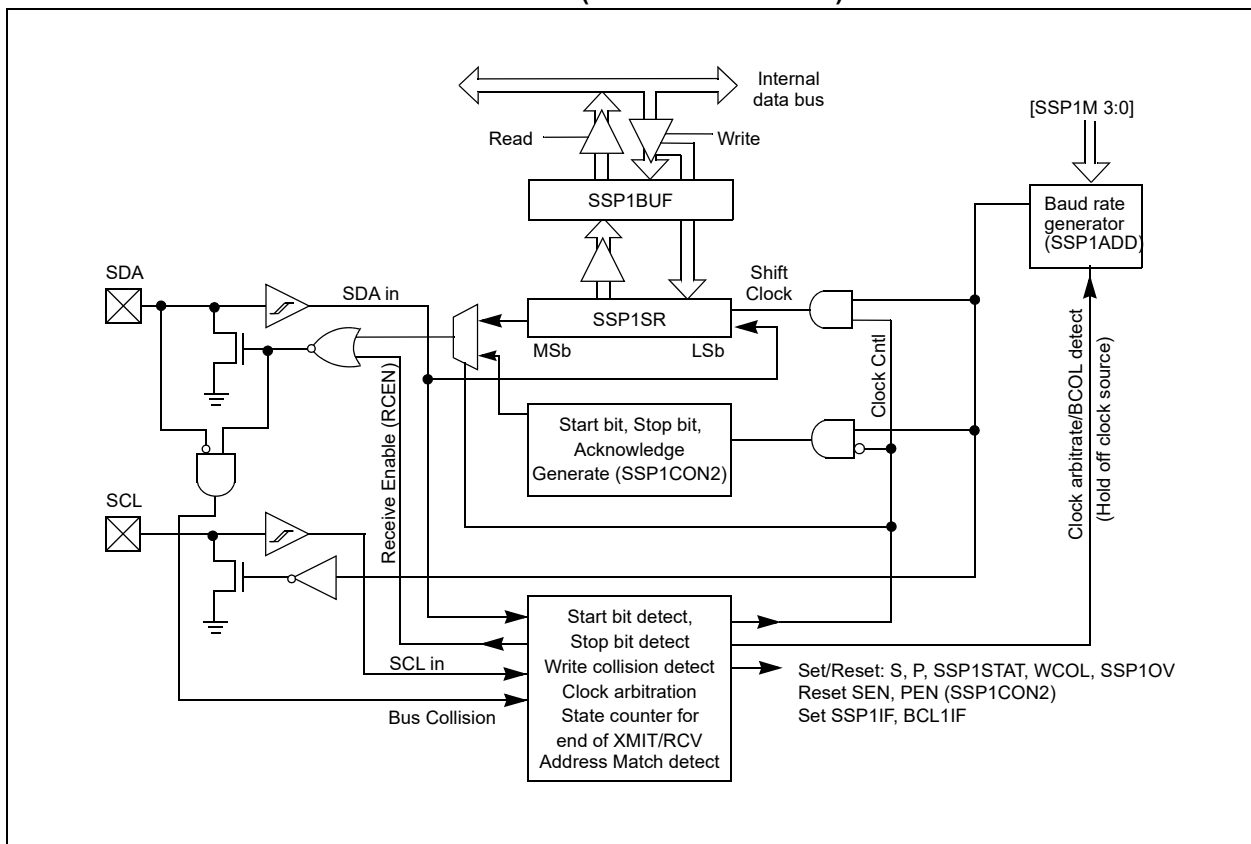 Internal
data bus
[SSP1M 3:0]
Read
Write
SSP1BUF
Baud rate
generator
(SSP1ADD)
SDA
Shift
Clock
SDA in
SSP1SR
MSb
LSb
Clock Cntl
Receive Enable (RCEN)
Start bit, Stop bit,
Acknowledge
Generate (SSP1CON2)
Clock arbitrate/BCOL detect
(Hold off clock source)
SCL
Start bit detect,
Stop bit detect
Write collision detect
Clock arbitration
State counter for
end of XMIT/RCV
Address Match detect
SCL in
Bus Collision
Set/Reset: S, P, SSP1STAT, WCOL, SSP1OV
Reset SEN, PEN (SSP1CON2)
Set SSP1IF, BCL1IF